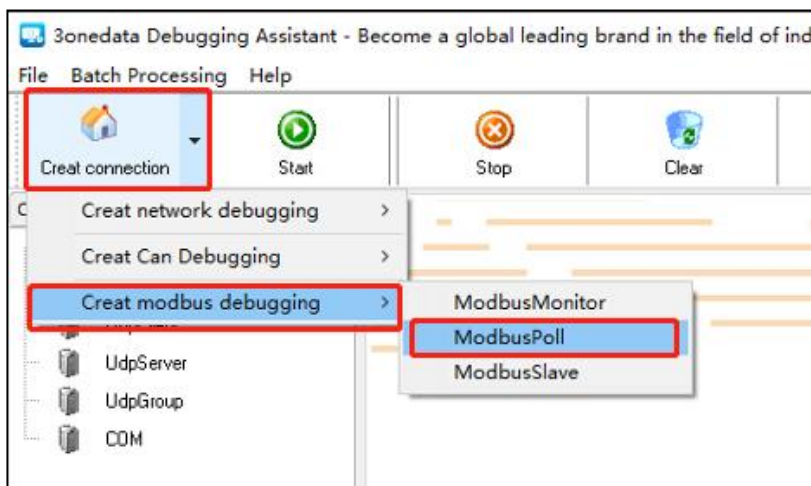 3onedata Debugging Assistant - Become a global leading brand in the field of ind
File Batch Processing Help
Creat connection
Start
Stop
Clear
Creat network debugging
Creat Can Debugging
Creat modbus debugging
ModbusMonitor
ModbusPoll
ModbusSlave
UdpServer
UdpGroup
COM